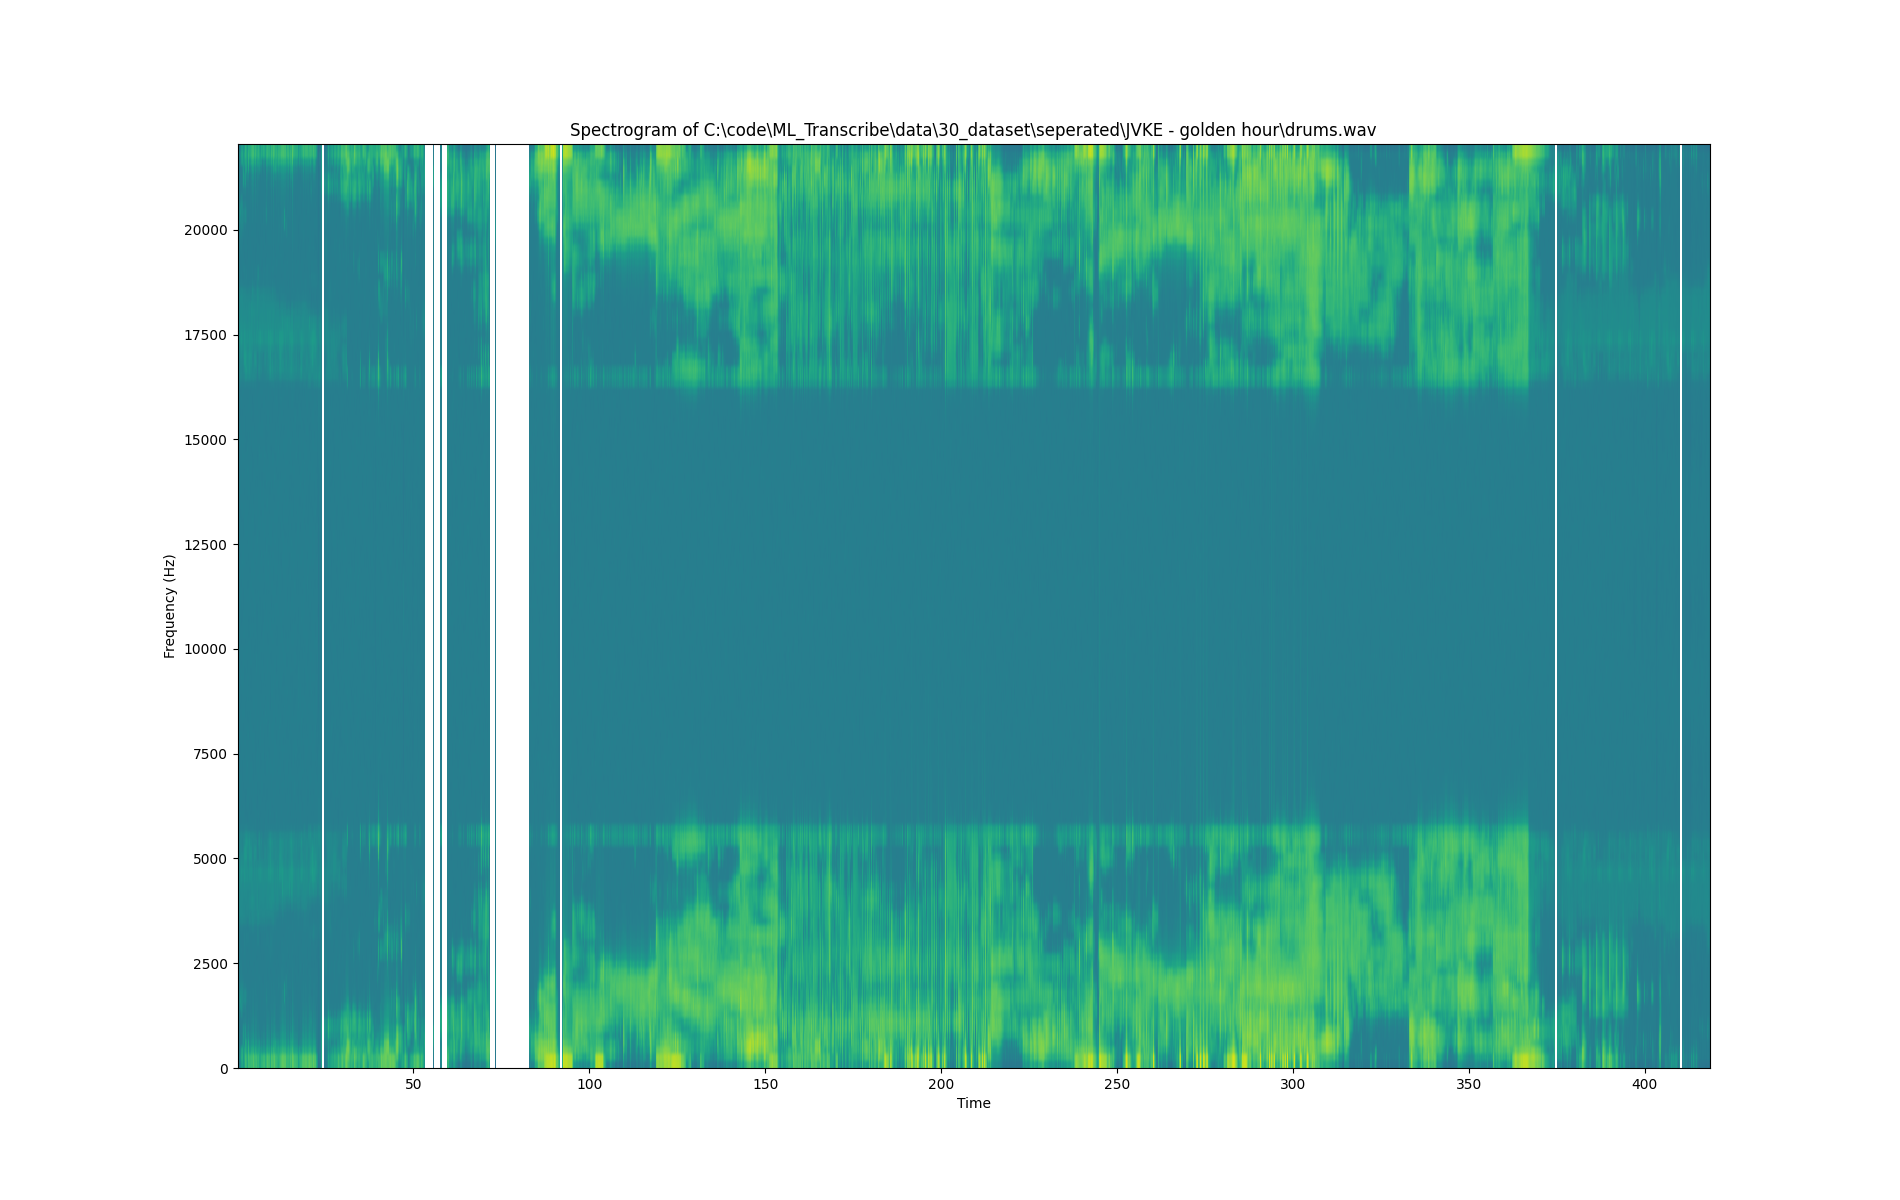 Spectrogram of C:\code\ML_Transcribe\data\30_dataset\seperated\JVKE - golden hour\drums.wav
20000
17500
15000
12500
10000
7500
5000
2500
0
Frequency (Hz)
50 100 150 200 250 300 350 400
Time